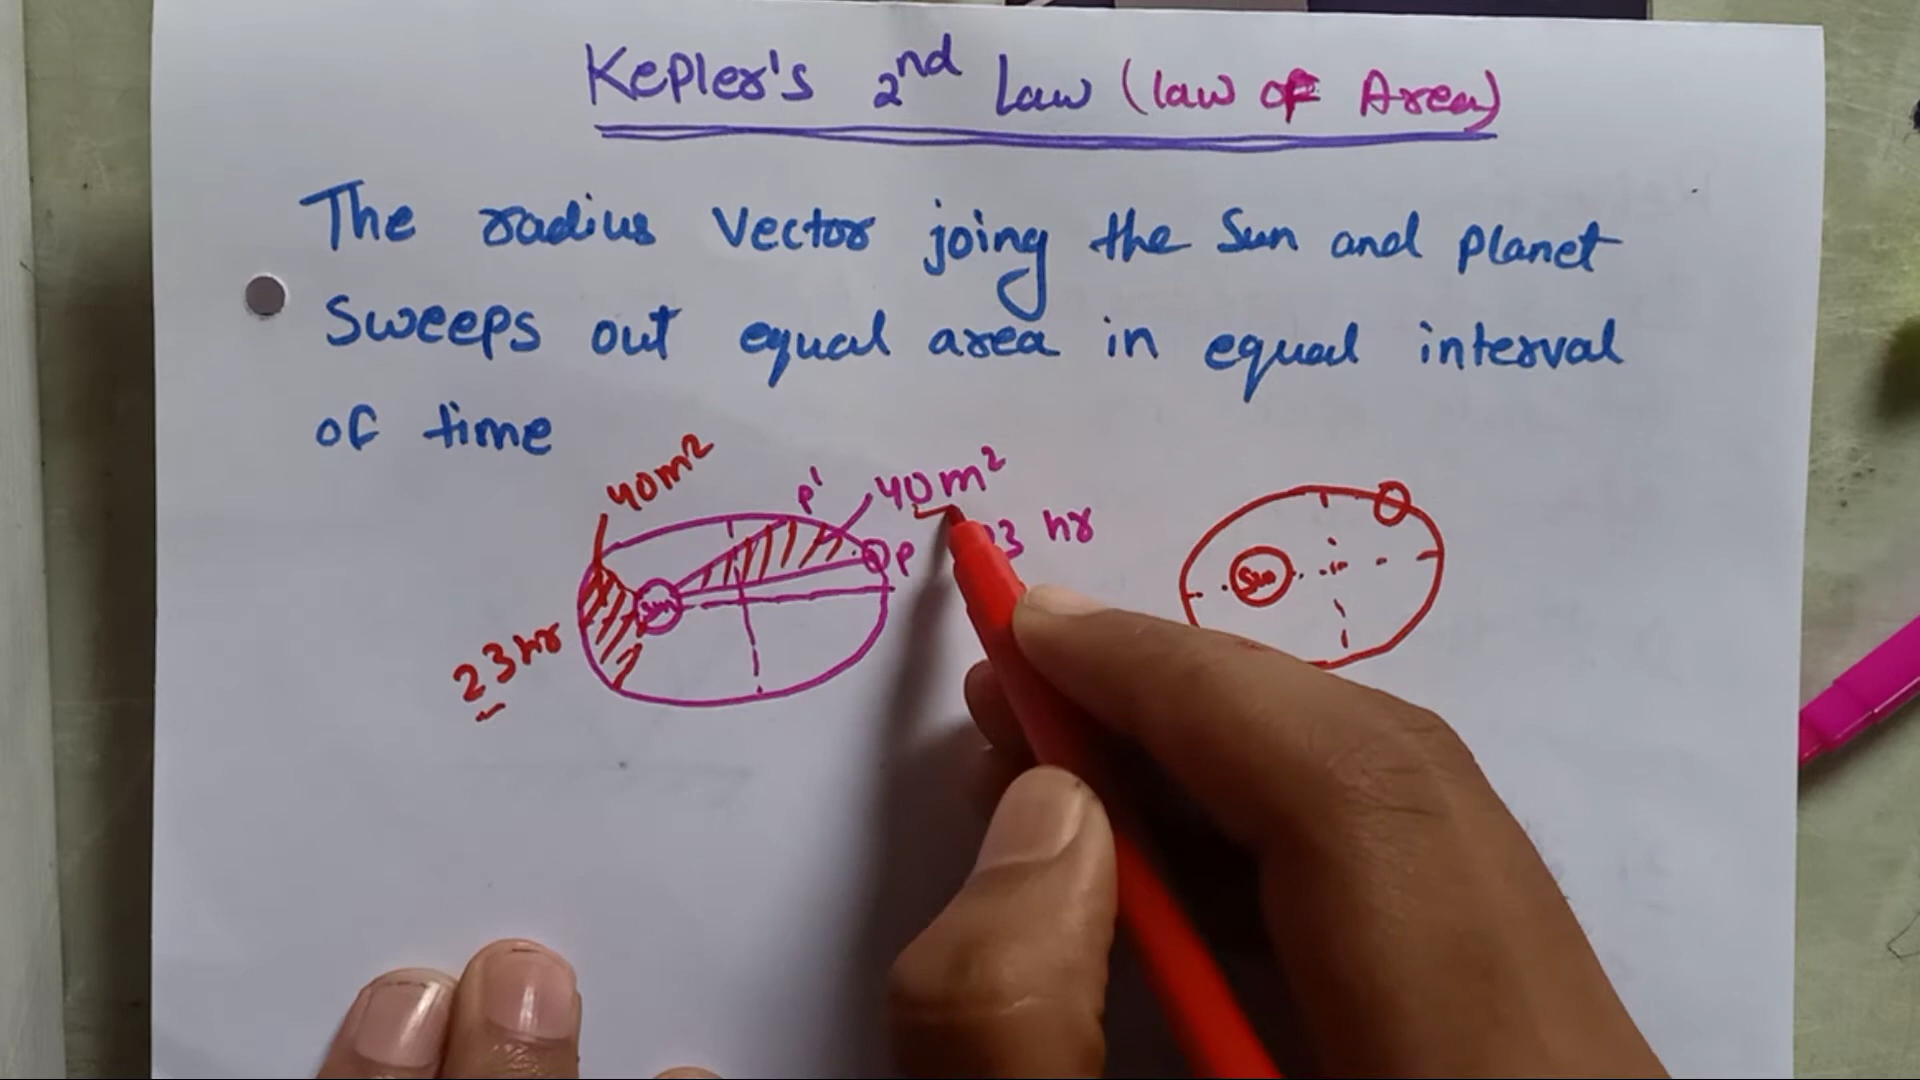 Kepler's 2nd Law (law of Area)
The radius vector joing the Sun and planet
Sweeps out equal area in equal interval
of time
40m²
p'
40m²
p
hr
Sun
23hr
Sun